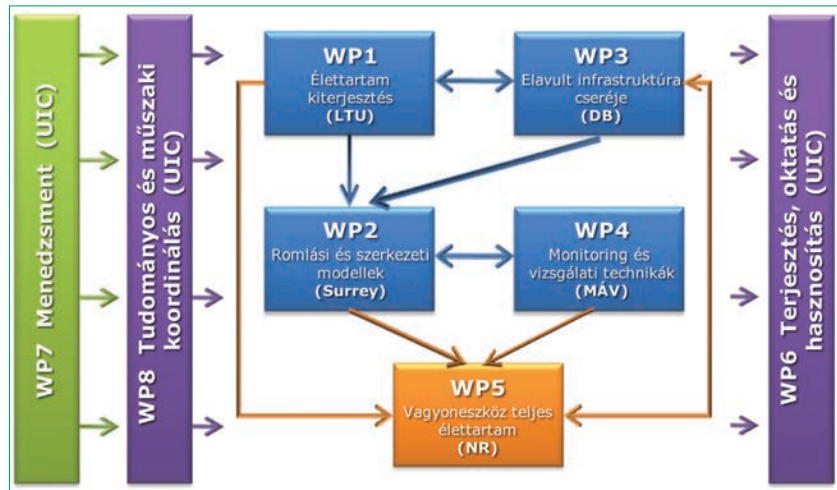 WP7 Menedzsment (UIC)
WP8 Tudományos és műszaki
koordinálás (UIC)
WP1
Élettartam
kiterjesztés
(LTU)
WP3
Elavult infrastruktúra
cseréje
(DB)
WP2
Romlási és szerkezeti
modellek
(Surrey)
WP4
Monitoring és
vizsgálati technikák
(MÁV)
WP5
Vagyoneszköz teljes
élettartam
(NR)
WP6 Terjesztés, oktatás és
hasznosítás (UIC)